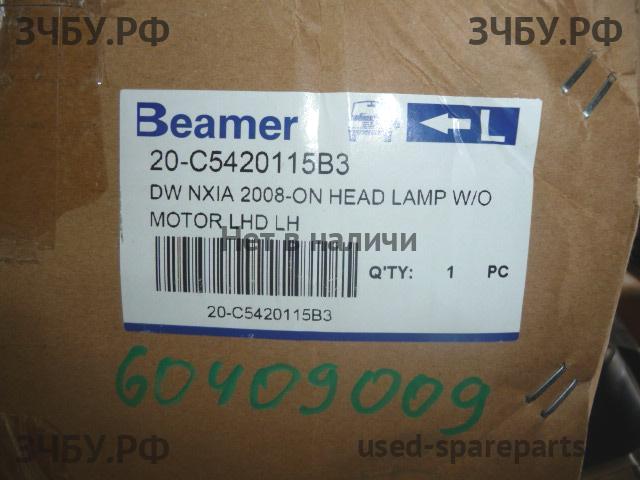 ЗЧБУ.РФ
ЗЧБУ.РФ
Beamer
L
20-C5420115B3
DW NXIA 2008-ON HEAD LAMP W/O
MOTOR LHD LH
Нет в наличи
Q'TY: 1 PC
20-C5420115B3
60409009
ЗЧБУ.РФ
used-spareparts